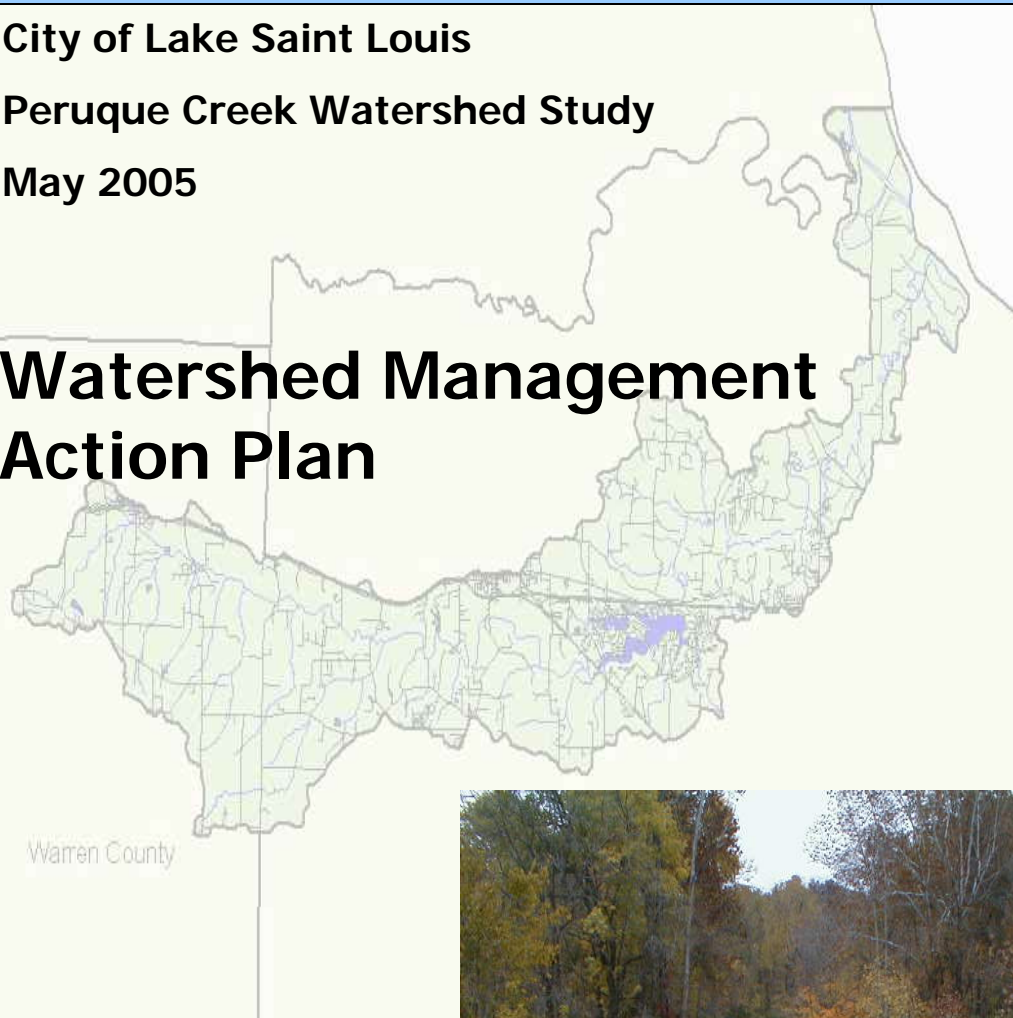 City of Lake Saint Louis
Peruque Creek Watershed Study
May 2005
Watershed Management
Action Plan
Warren County